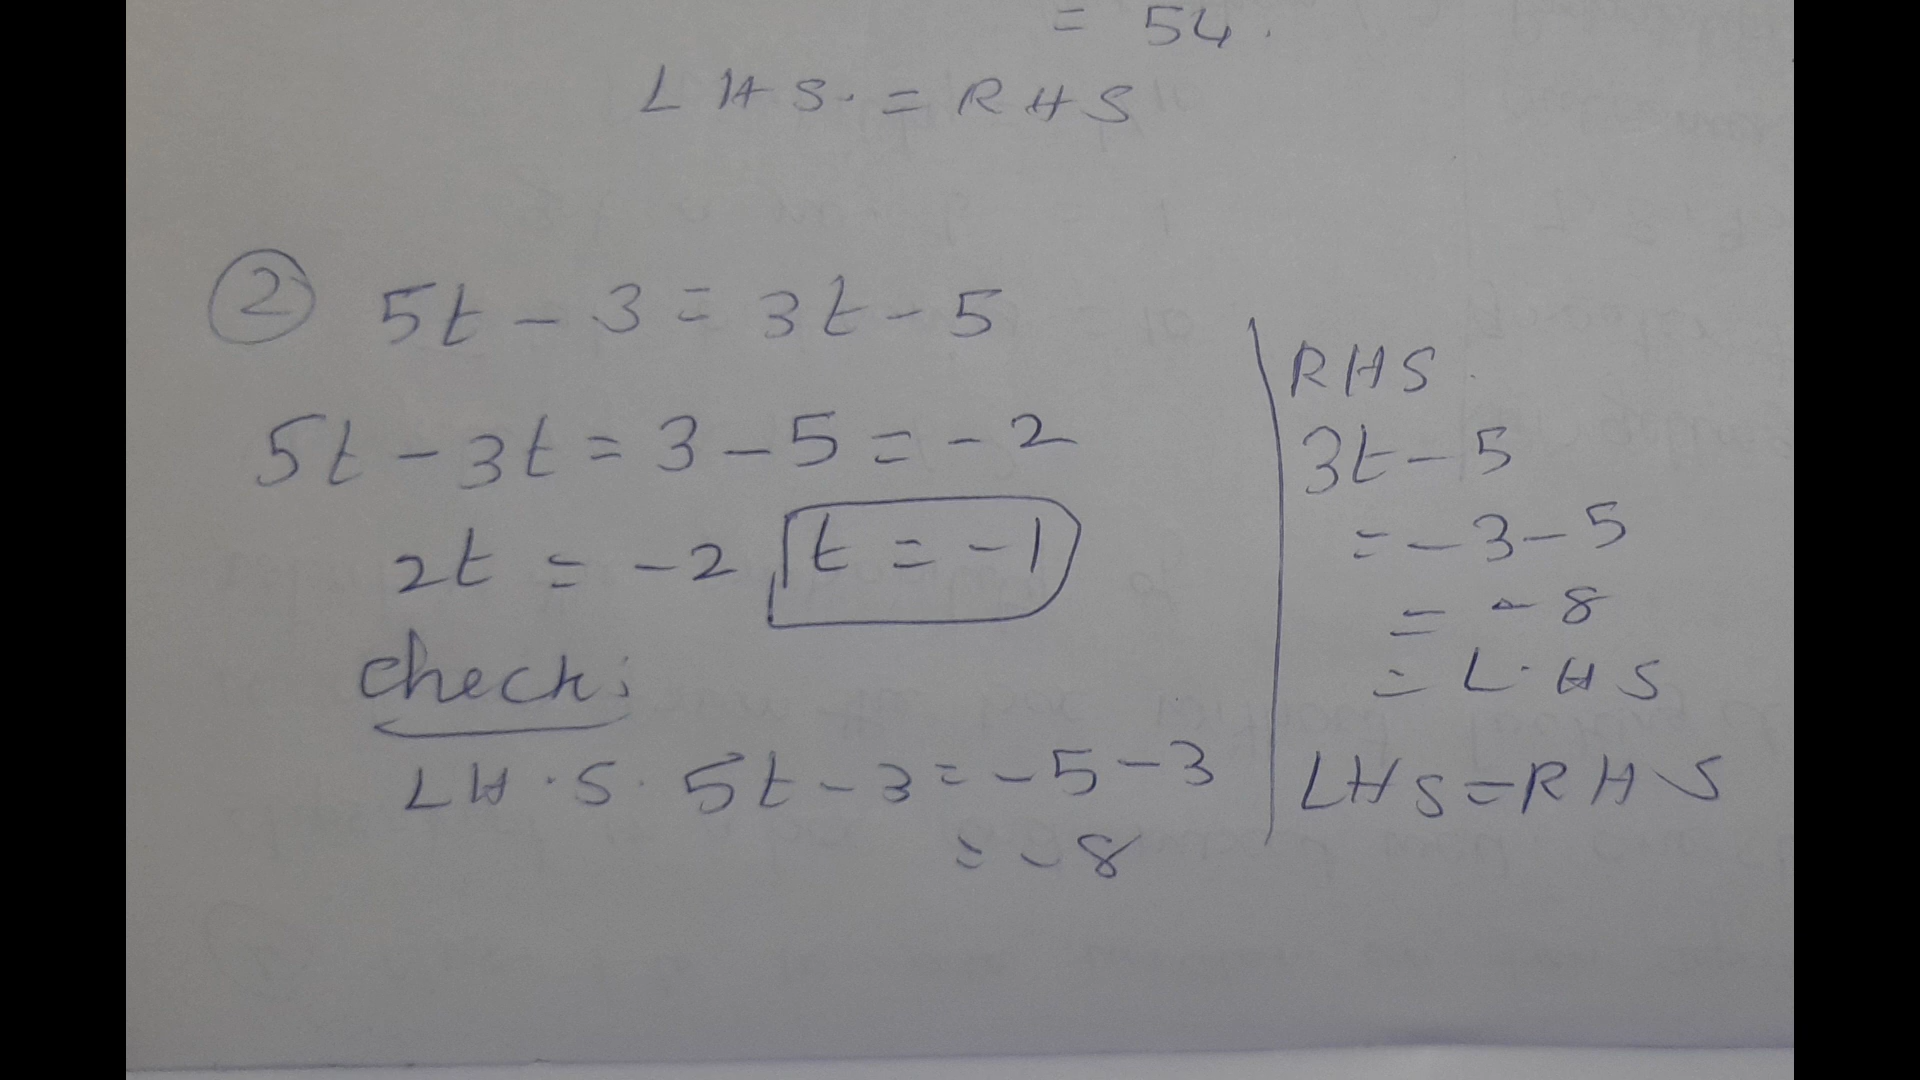 = 54.
LHS. = RHS
② 5t - 3 = 3t - 5
5t - 3t = 3 - 5 = -2
2t = -2 t = -1
Check:
LH.S. 5t - 3 = -5 - 3
= -8
RHS.
3t - 5
= -3 - 5
= -8
= L.HS
LHS = RHS